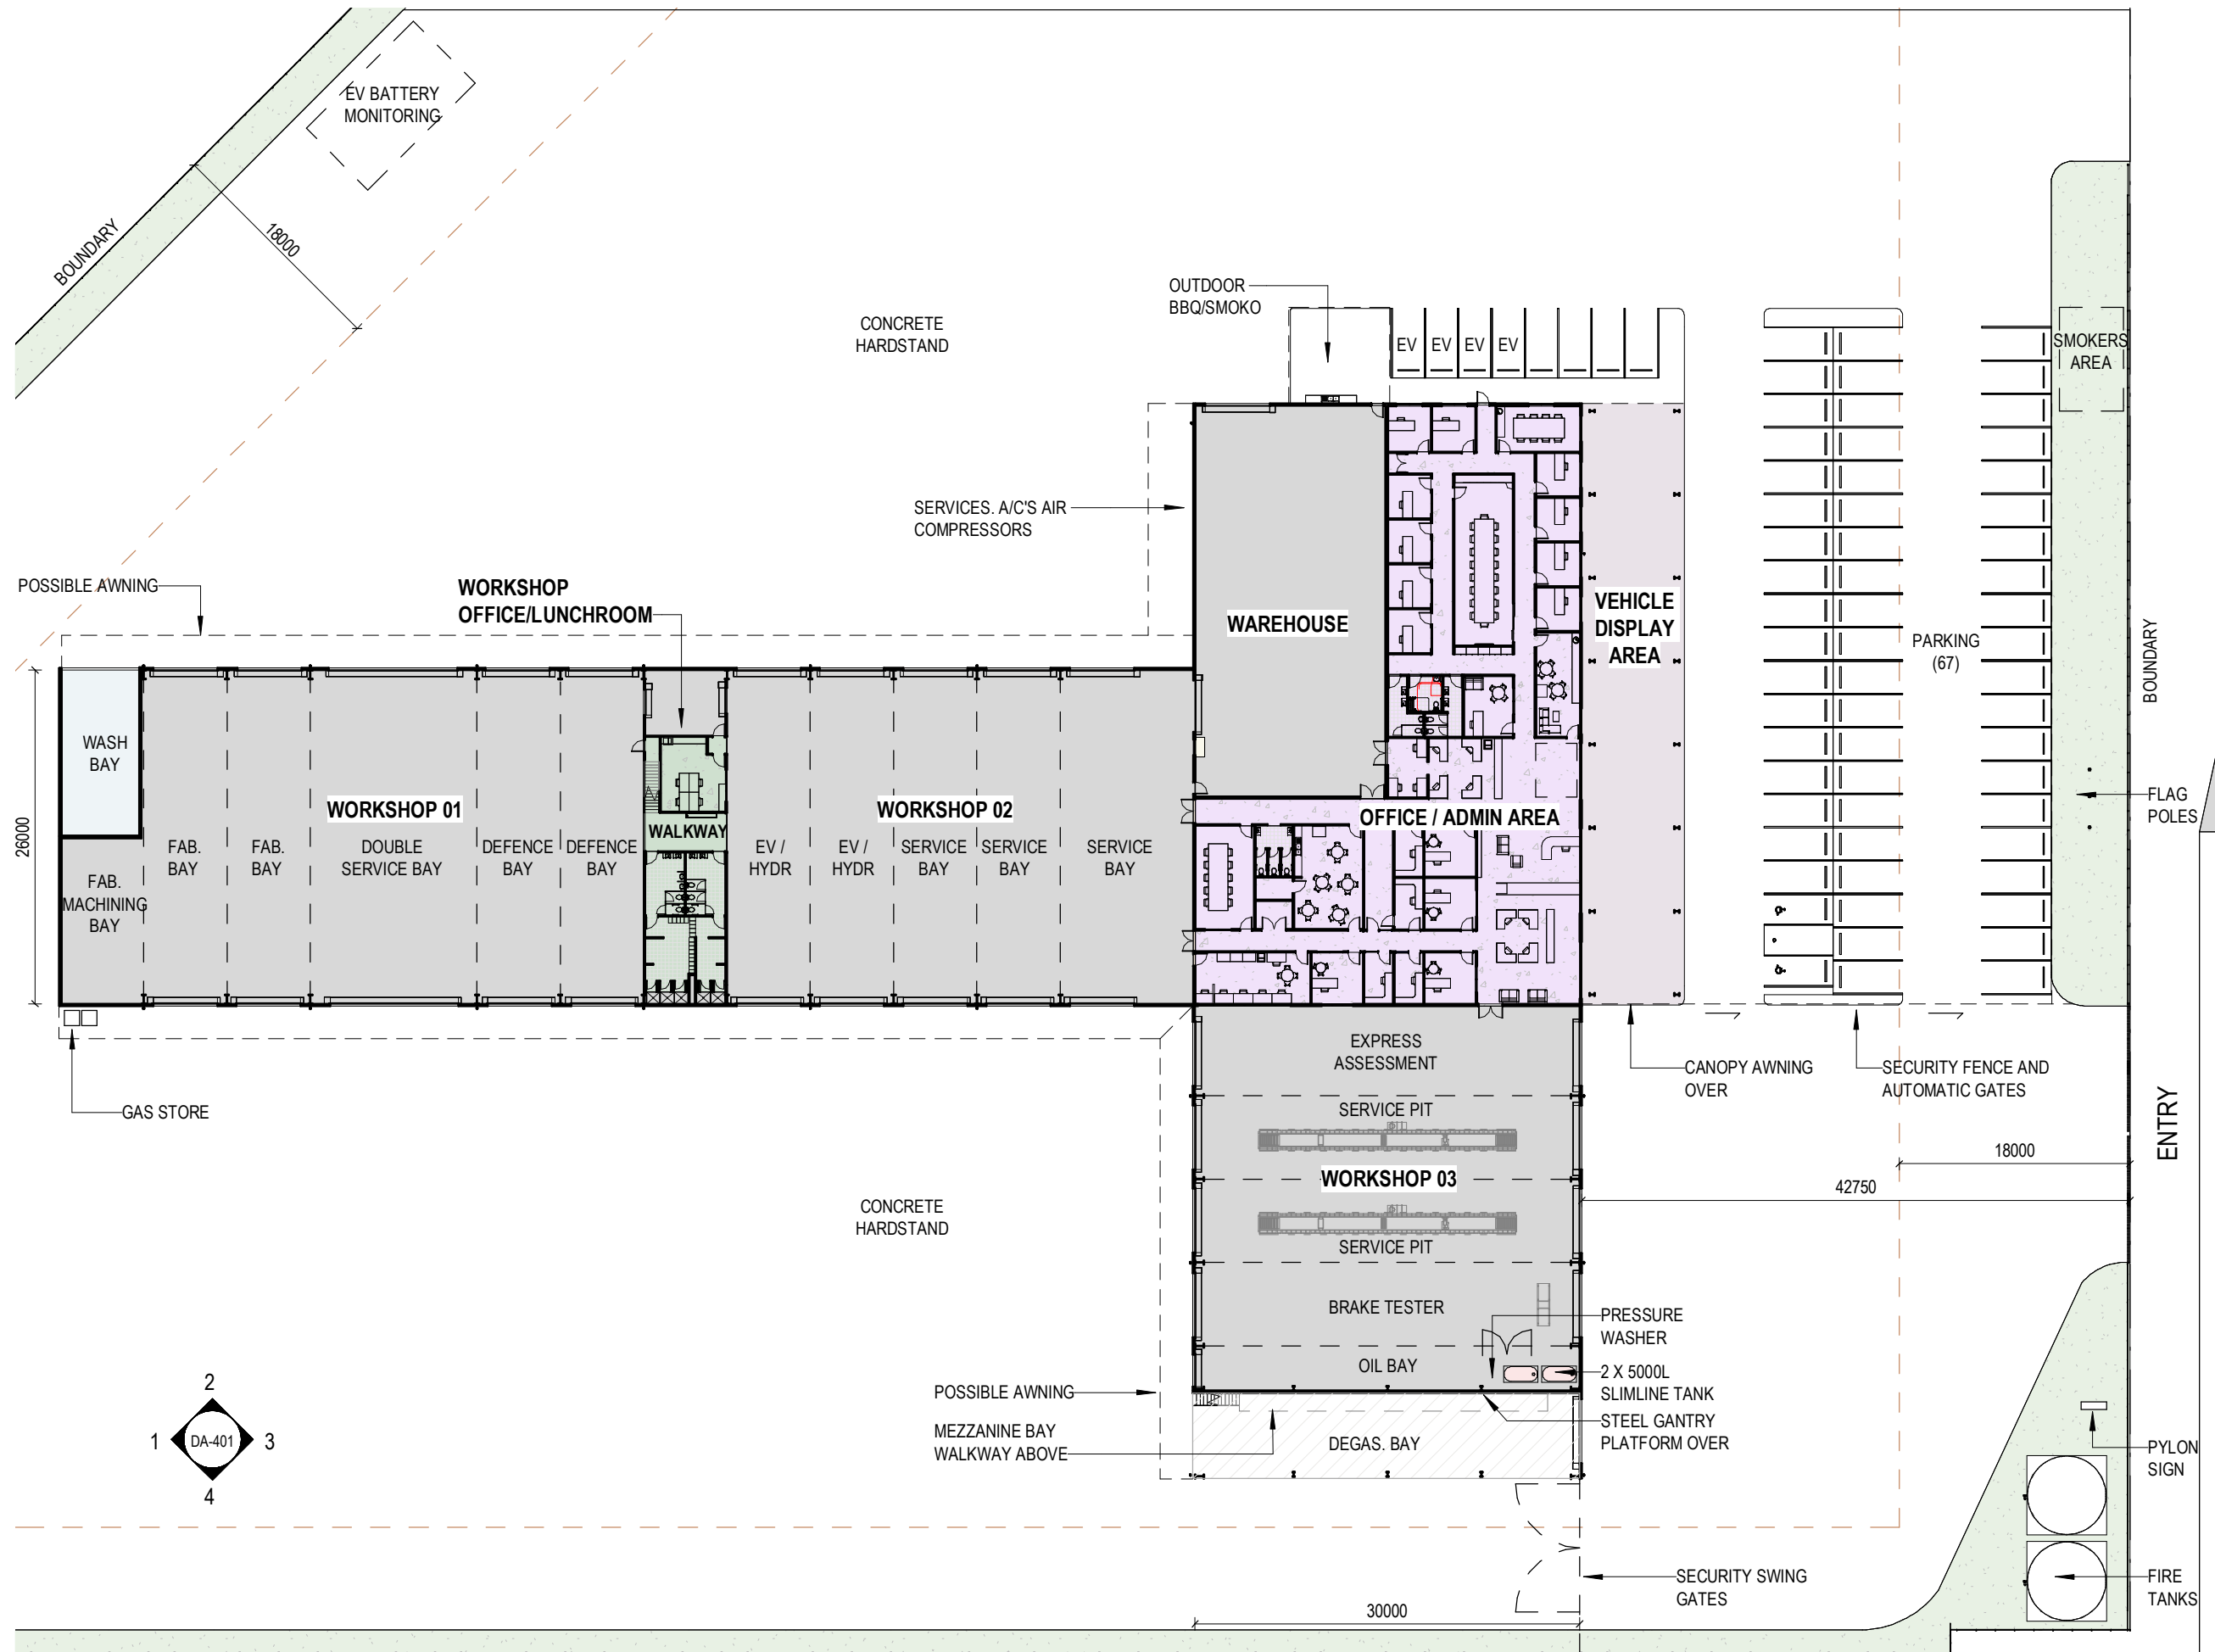 EV BATTERY
MONITORING
BOUNDARY
18000
OUTDOOR
BBQ/SMOKO
CONCRETE
HARDSTAND
EV
EV
EV
EV
SMOKERS
AREA
SERVICES. A/C'S AIR
COMPRESSORS
POSSIBLE AWNING
WORKSHOP
OFFICE/LUNCHROOM
WAREHOUSE
VEHICLE
DISPLAY
AREA
PARKING
(67)
BOUNDARY
WASH
BAY
26000
WORKSHOP 01
WORKSHOP 02
OFFICE / ADMIN AREA
FLAG
POLES
WALKWAY
FAB.
BAY
FAB.
BAY
DOUBLE
SERVICE BAY
DEFENCE
BAY
DEFENCE
BAY
EV /
HYDR
EV /
HYDR
SERVICE
BAY
SERVICE
BAY
SERVICE
BAY
FAB.
MACHINING
BAY
GAS STORE
EXPRESS
ASSESSMENT
CANOPY AWNING
OVER
SECURITY FENCE AND
AUTOMATIC GATES
ENTRY
SERVICE PIT
18000
WORKSHOP 03
42750
CONCRETE
HARDSTAND
SERVICE PIT
BRAKE TESTER
PRESSURE
WASHER
OIL BAY
2 X 5000L
SLIMLINE TANK
POSSIBLE AWNING
STEEL GANTRY
PLATFORM OVER
MEZZANINE BAY
WALKWAY ABOVE
DEGAS. BAY
2
1
DA-401
3
4
PYLON
SIGN
SECURITY SWING
GATES
FIRE
TANKS
30000